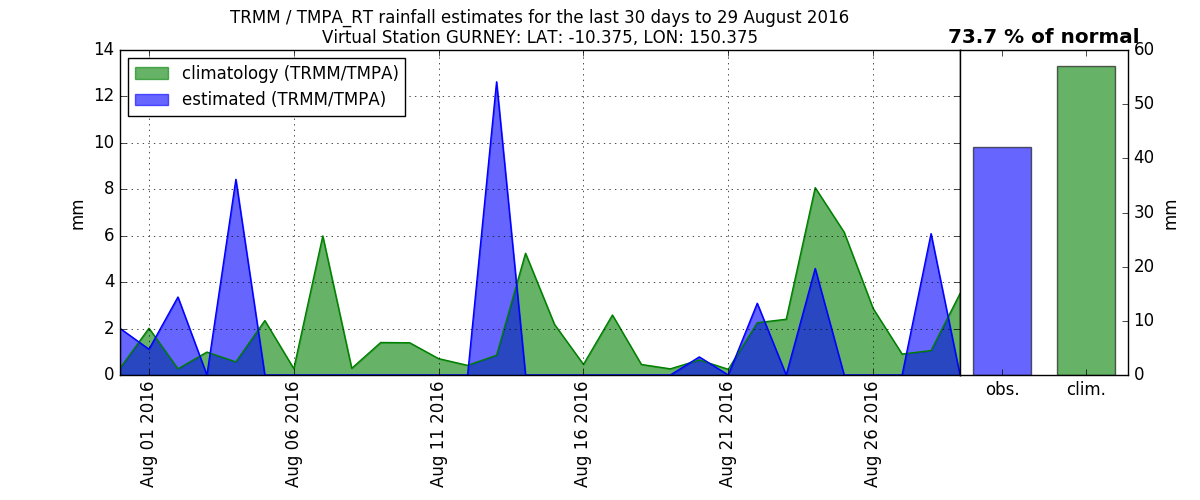 TRMM / TMPA_RT rainfall estimates for the last 30 days to 29 August 2016
Virtual Station GURNEY: LAT: -10.375, LON: 150.375
73.7 % of normal
climatology (TRMM/TMPA)
estimated (TRMM/TMPA)
14
12
10
8
6
4
2
0
mm
Aug 01 2016
Aug 06 2016
Aug 11 2016
Aug 16 2016
Aug 21 2016
Aug 26 2016
60
50
40
30
20
10
0
mm
obs.
clim.